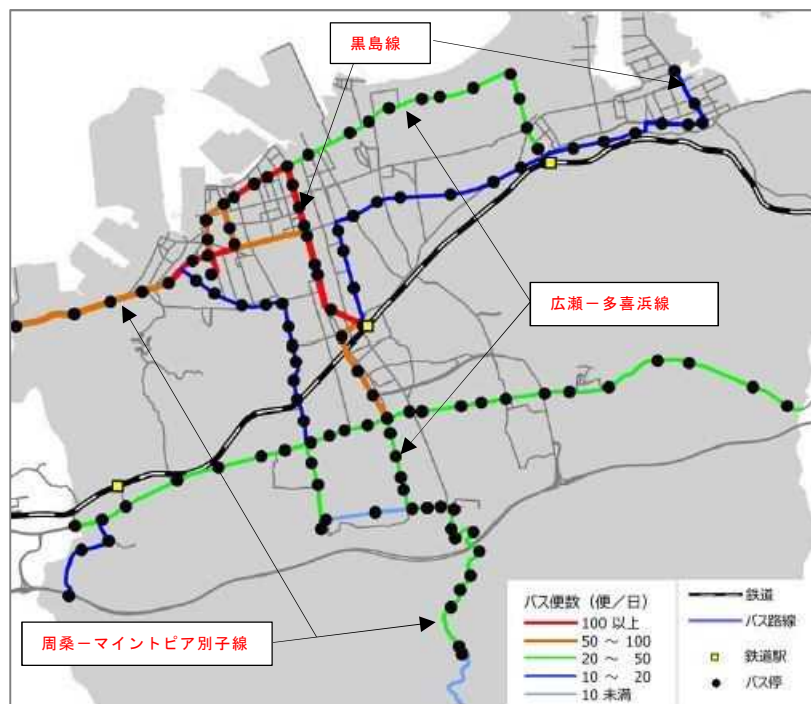 黒島線
広瀬－多喜浜線
周桑－マイントピア別子線
バス便数（便／日）
100 以上
50 ～ 100
20 ～ 50
10 ～ 20
10 未満
鉄道
バス路線
鉄道駅
バス停